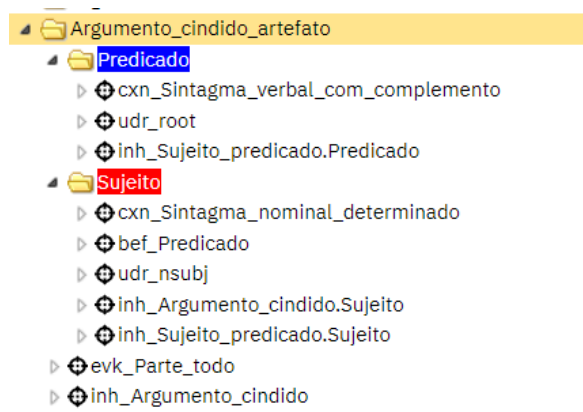 Argumento_cindido_artefato
Predicado
cxn_Sintagma_verbal_com_complemento
udr_root
inh_Sujeito_predicado.Predicado
Sujeito
cxn_Sintagma_nominal_determinado
bef_Predicado
udr_nsubj
inh_Argumento_cindido.Sujeito
inh_Sujeito_predicado.Sujeito
evk_Parte_todo
inh_Argumento_cindido